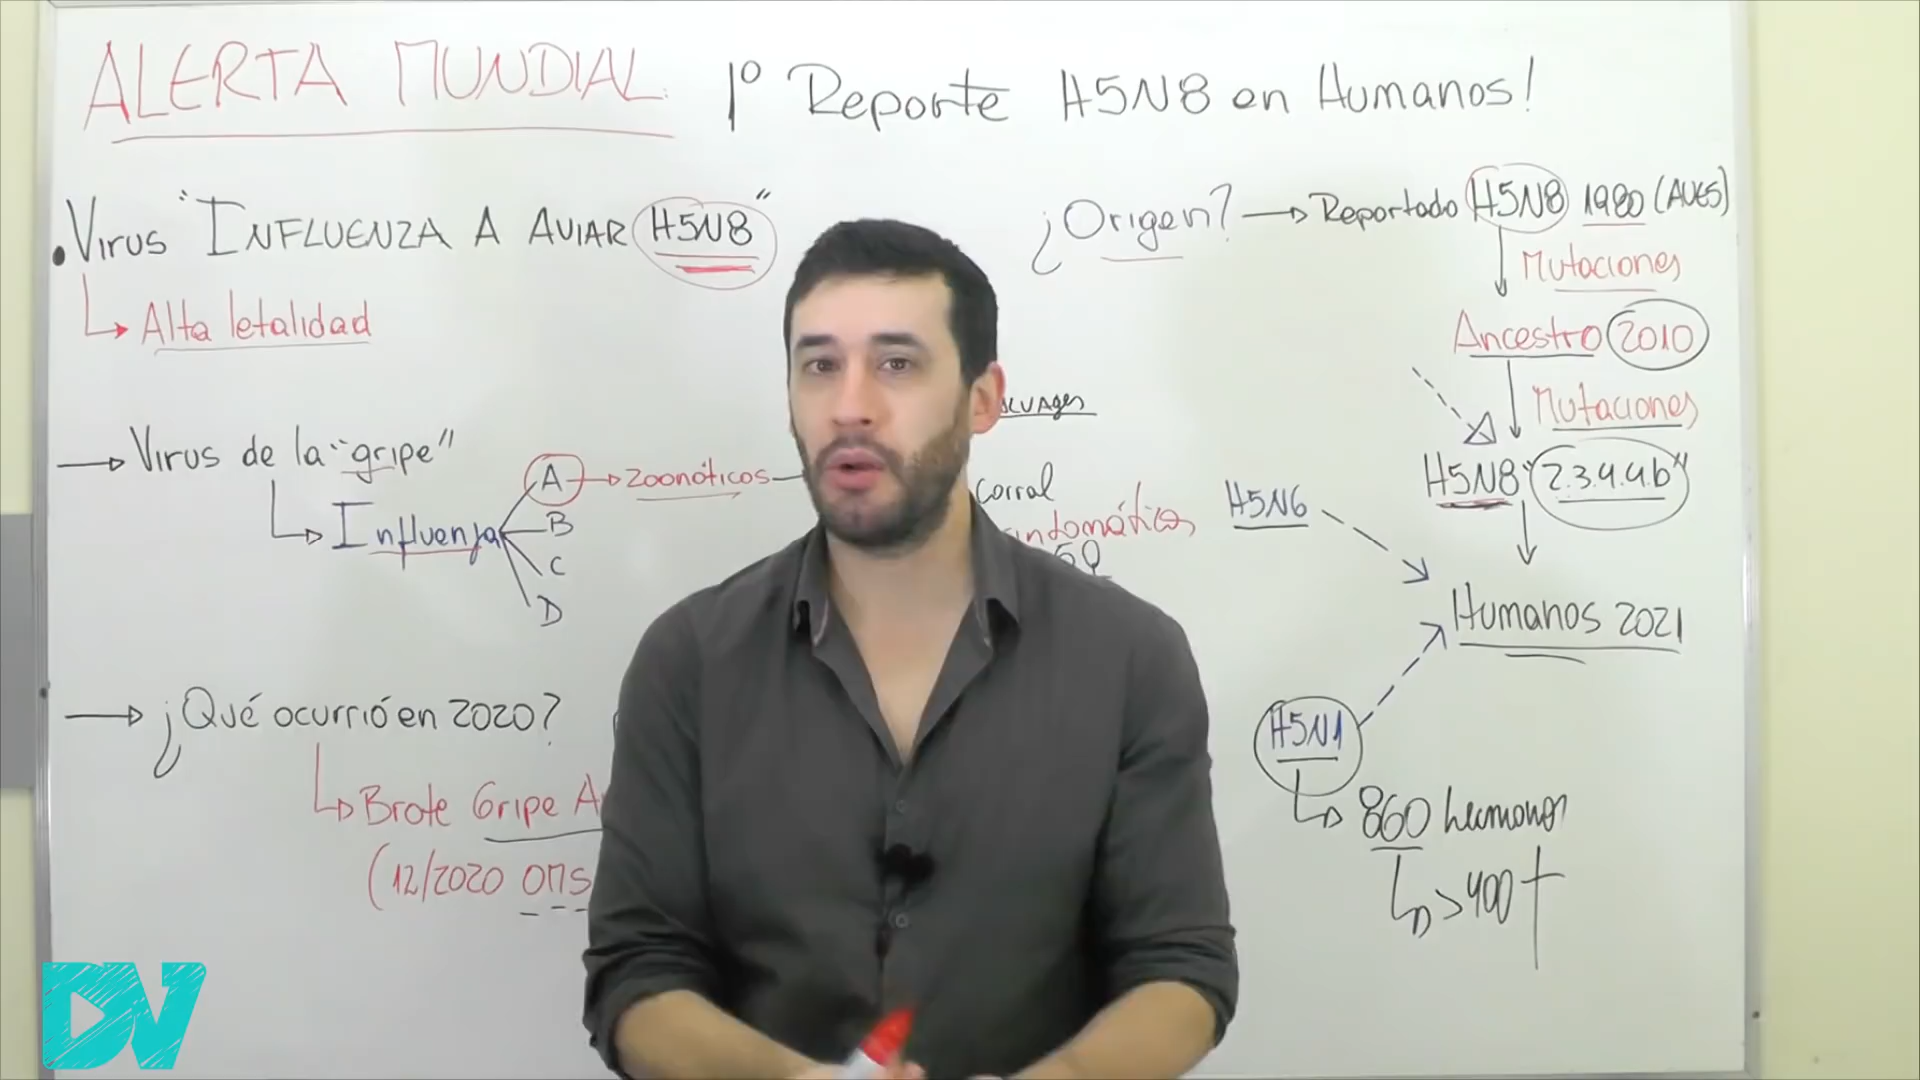 ALERTA MUNDIAL: 1º Reporte H5N8 en Humanos!
• Virus "INFLUENZA A AVIAR H5N8"
Alta letalidad
Virus de la "gripe"
Influenza
A Zoonóticos
B
C
D
¿Qué ocurrió en 2020?
Brote Gripe
(12/2020 OMS
corral
¿Origen? Reportado H5N8 1980 (AVES)
Mutaciones
Ancestro 2010
Mutaciones
H5N8 "2.3.4.4.b"
H5N6
Humanos 2021
H5N1
860 humanos
>400 †
DV